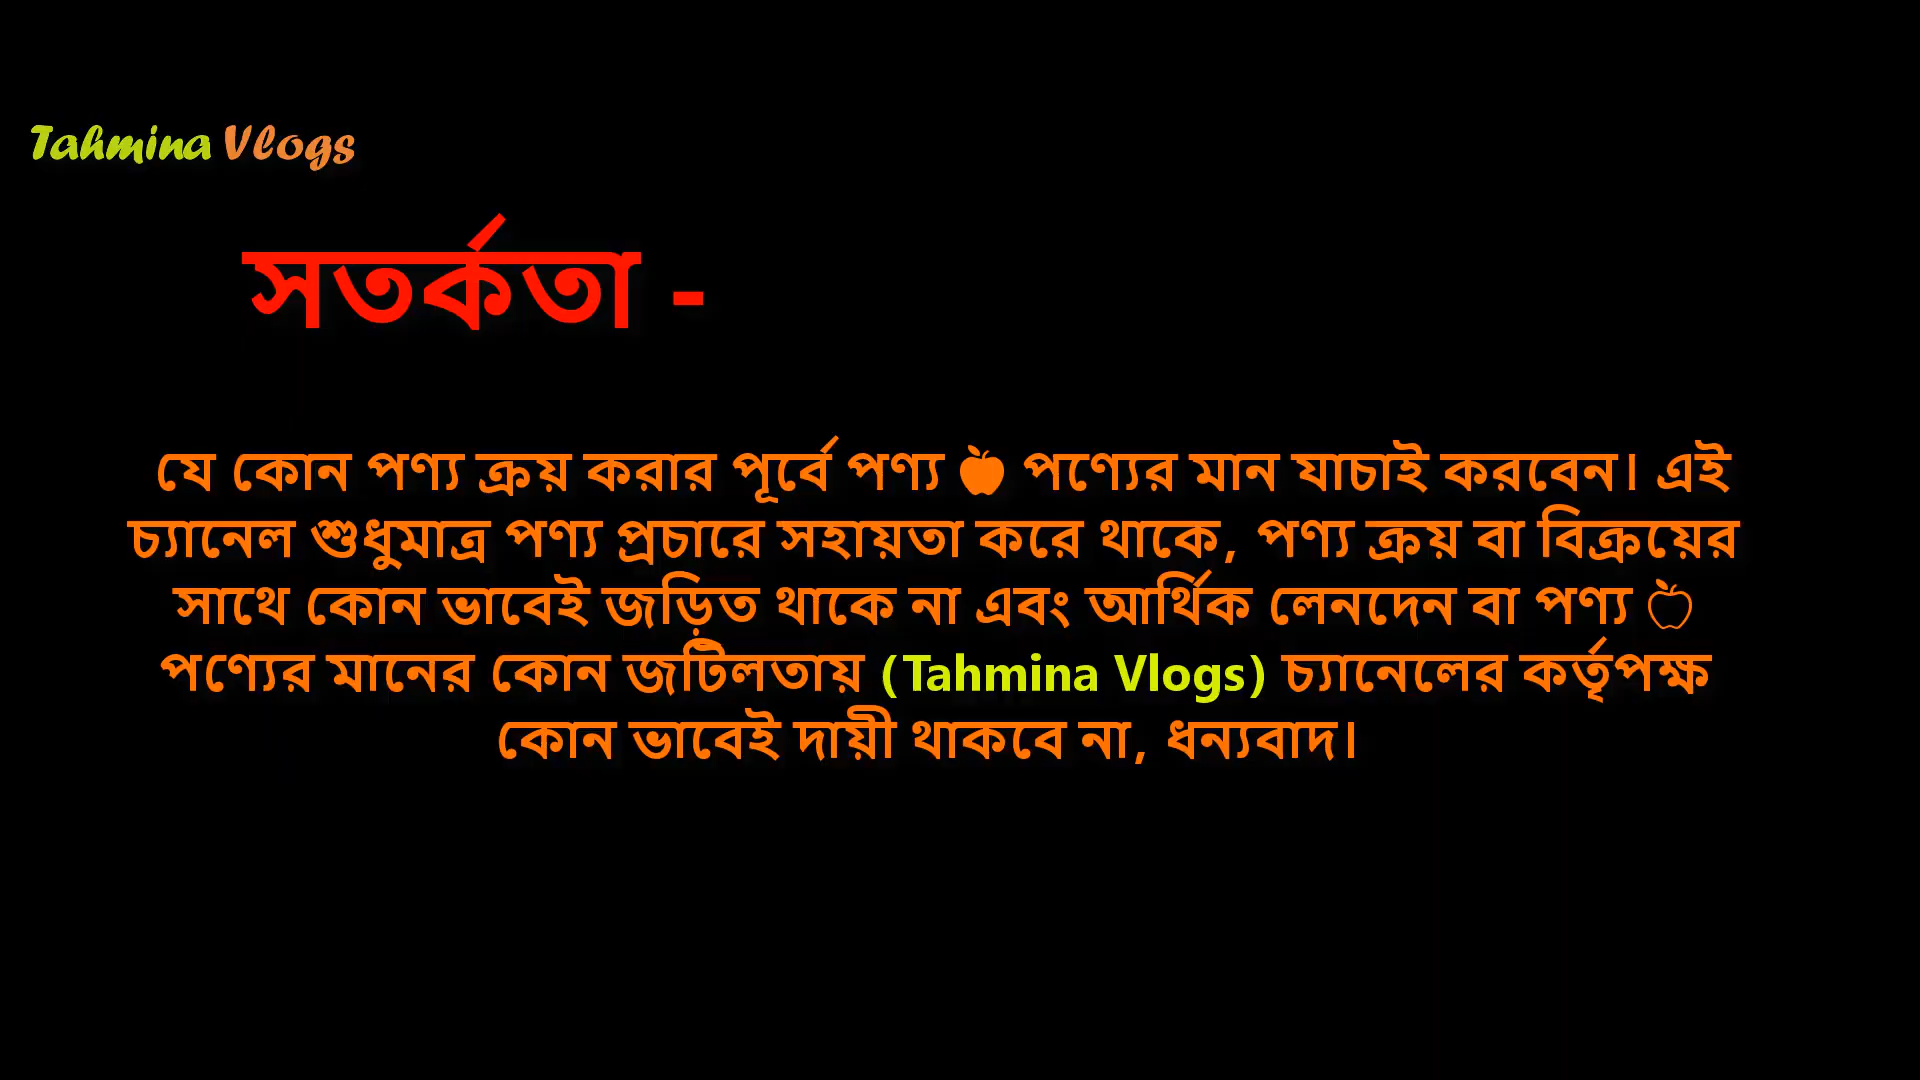 Tahmina Vlogs
সতর্কতা -
যে কোন পণ্য ক্রয় করার পূর্বে পণ্য 🍎 পণ্যের মান যাচাই করবেন। এই
চ্যানেল শুধুমাত্র পণ্য প্রচারে সহায়তা করে থাকে, পণ্য ক্রয় বা বিক্রয়ের
সাথে কোন ভাবেই জড়িত থাকে না এবং আর্থিক লেনদেন বা পণ্য 🍎
পণ্যের মানের কোন জটিলতায় (Tahmina Vlogs) চ্যানেলের কর্তৃপক্ষ
কোন ভাবেই দায়ী থাকবে না, ধন্যবাদ।